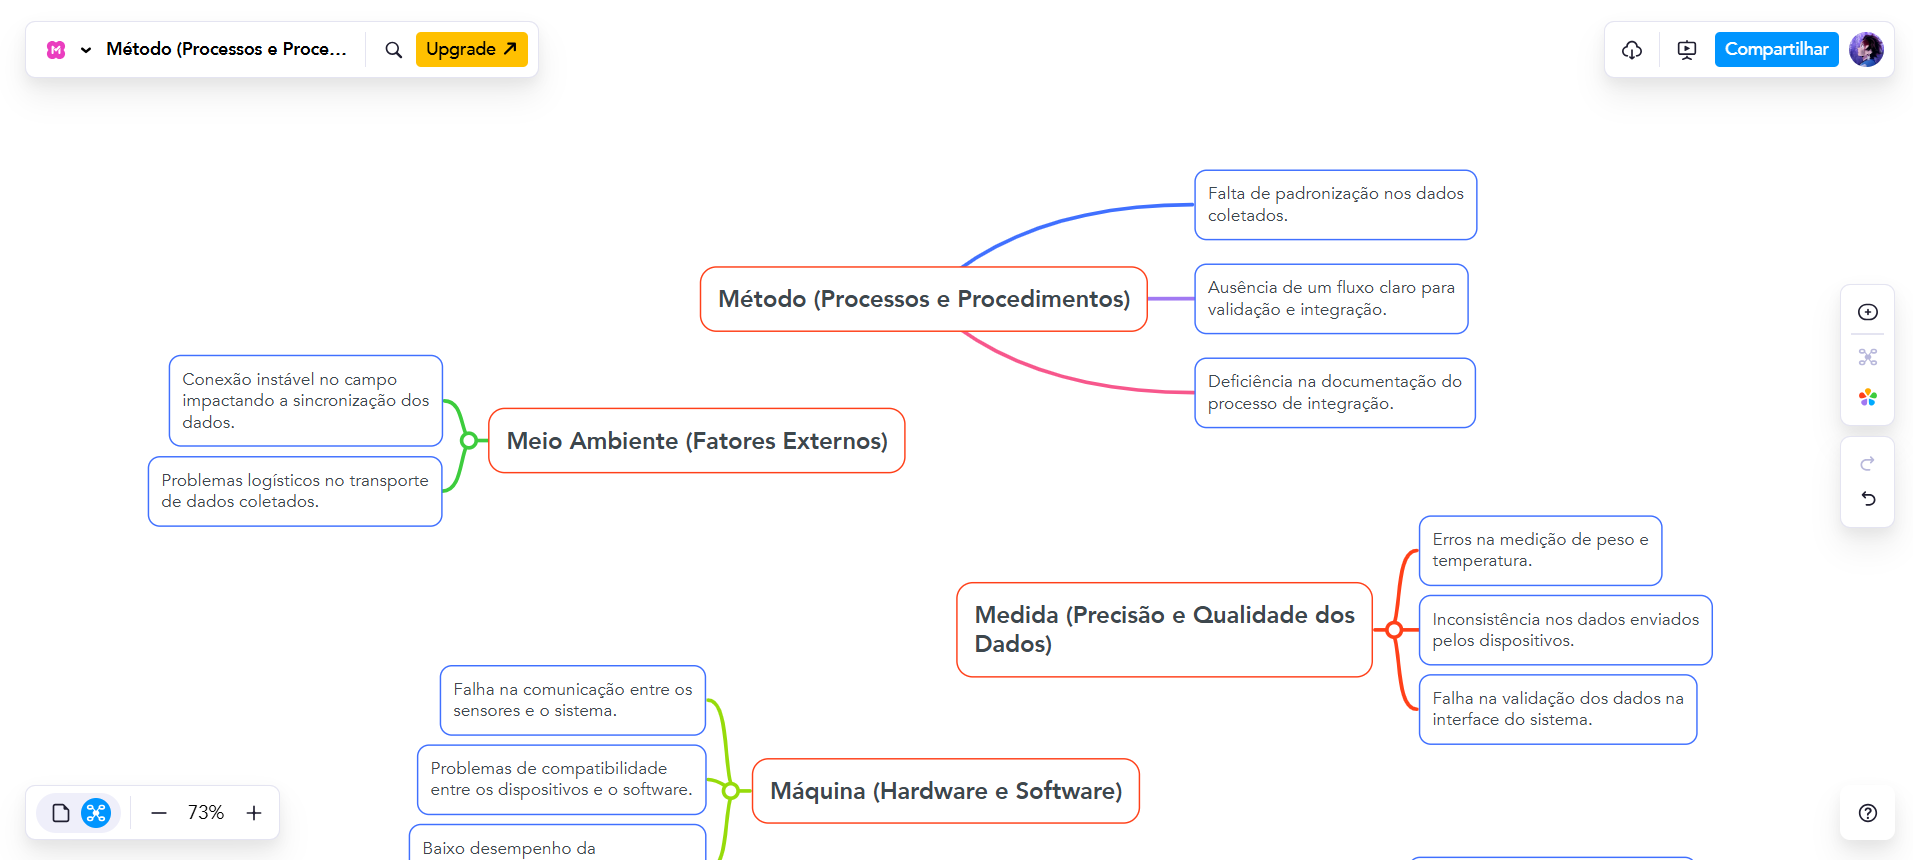 Método (Processos e Proce...
Upgrade
Compartilhar
Falta de padronização nos dados
coletados.
Método (Processos e Procedimentos)
Ausência de um fluxo claro para
validação e integração.
Deficiência na documentação do
processo de integração.
Conexão instável no campo
impactando a sincronização dos
dados.
Meio Ambiente (Fatores Externos)
Problemas logísticos no transporte
de dados coletados.
Erros na medição de peso e
temperatura.
Medida (Precisão e Qualidade dos
Dados)
Inconsistência nos dados enviados
pelos dispositivos.
Falha na validação dos dados na
interface do sistema.
Falha na comunicação entre os
sensores e o sistema.
Problemas de compatibilidade
entre os dispositivos e o software.
Máquina (Hardware e Software)
Baixo desempenho da
73%